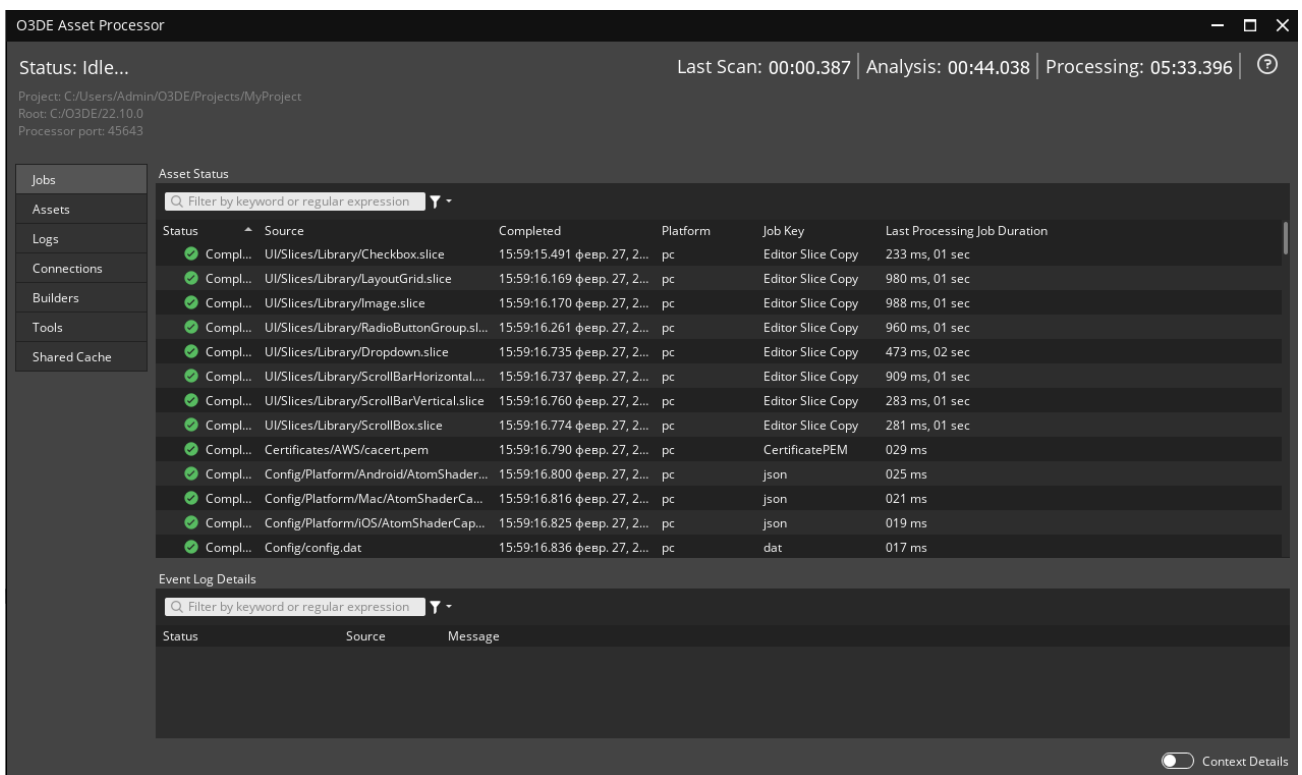 O3DE Asset Processor
Status: Idle...
Last Scan: 00:00.387 Analysis: 00:44.038 Processing: 05:33.396
Project: C:/Users/Admin/O3DE/Projects/MyProject
Root: C:/O3DE/22.10.0
Processor port: 45643
Jobs
Assets
Logs
Connections
Builders
Tools
Shared Cache
Asset Status
Filter by keyword or regular expression
Status Source Completed Platform Job Key Last Processing Job Duration
Compl... UI/Slices/Library/Checkbox.slice 15:59:15.491 февр. 27, 2... pc Editor Slice Copy 233 ms, 01 sec
Compl... UI/Slices/Library/LayoutGrid.slice 15:59:16.169 февр. 27, 2... pc Editor Slice Copy 980 ms, 01 sec
Compl... UI/Slices/Library/Image.slice 15:59:16.170 февр. 27, 2... pc Editor Slice Copy 988 ms, 01 sec
Compl... UI/Slices/Library/RadioButtonGroup.sl... 15:59:16.261 февр. 27, 2... pc Editor Slice Copy 960 ms, 01 sec
Compl... UI/Slices/Library/Dropdown.slice 15:59:16.735 февр. 27, 2... pc Editor Slice Copy 473 ms, 02 sec
Compl... UI/Slices/Library/ScrollBarHorizontal.... 15:59:16.737 февр. 27, 2... pc Editor Slice Copy 909 ms, 01 sec
Compl... UI/Slices/Library/ScrollBarVertical.slice 15:59:16.760 февр. 27, 2... pc Editor Slice Copy 283 ms, 01 sec
Compl... UI/Slices/Library/ScrollBox.slice 15:59:16.774 февр. 27, 2... pc Editor Slice Copy 281 ms, 01 sec
Compl... Certificates/AWS/cacert.pem 15:59:16.790 февр. 27, 2... pc CertificatePEM 029 ms
Compl... Config/Platform/Android/AtomShader... 15:59:16.800 февр. 27, 2... pc json 025 ms
Compl... Config/Platform/Mac/AtomShaderCa... 15:59:16.816 февр. 27, 2... pc json 021 ms
Compl... Config/Platform/iOS/AtomShaderCap... 15:59:16.825 февр. 27, 2... pc json 019 ms
Compl... Config/config.dat 15:59:16.836 февр. 27, 2... pc dat 017 ms
Event Log Details
Filter by keyword or regular expression
Status Source Message
Context Details